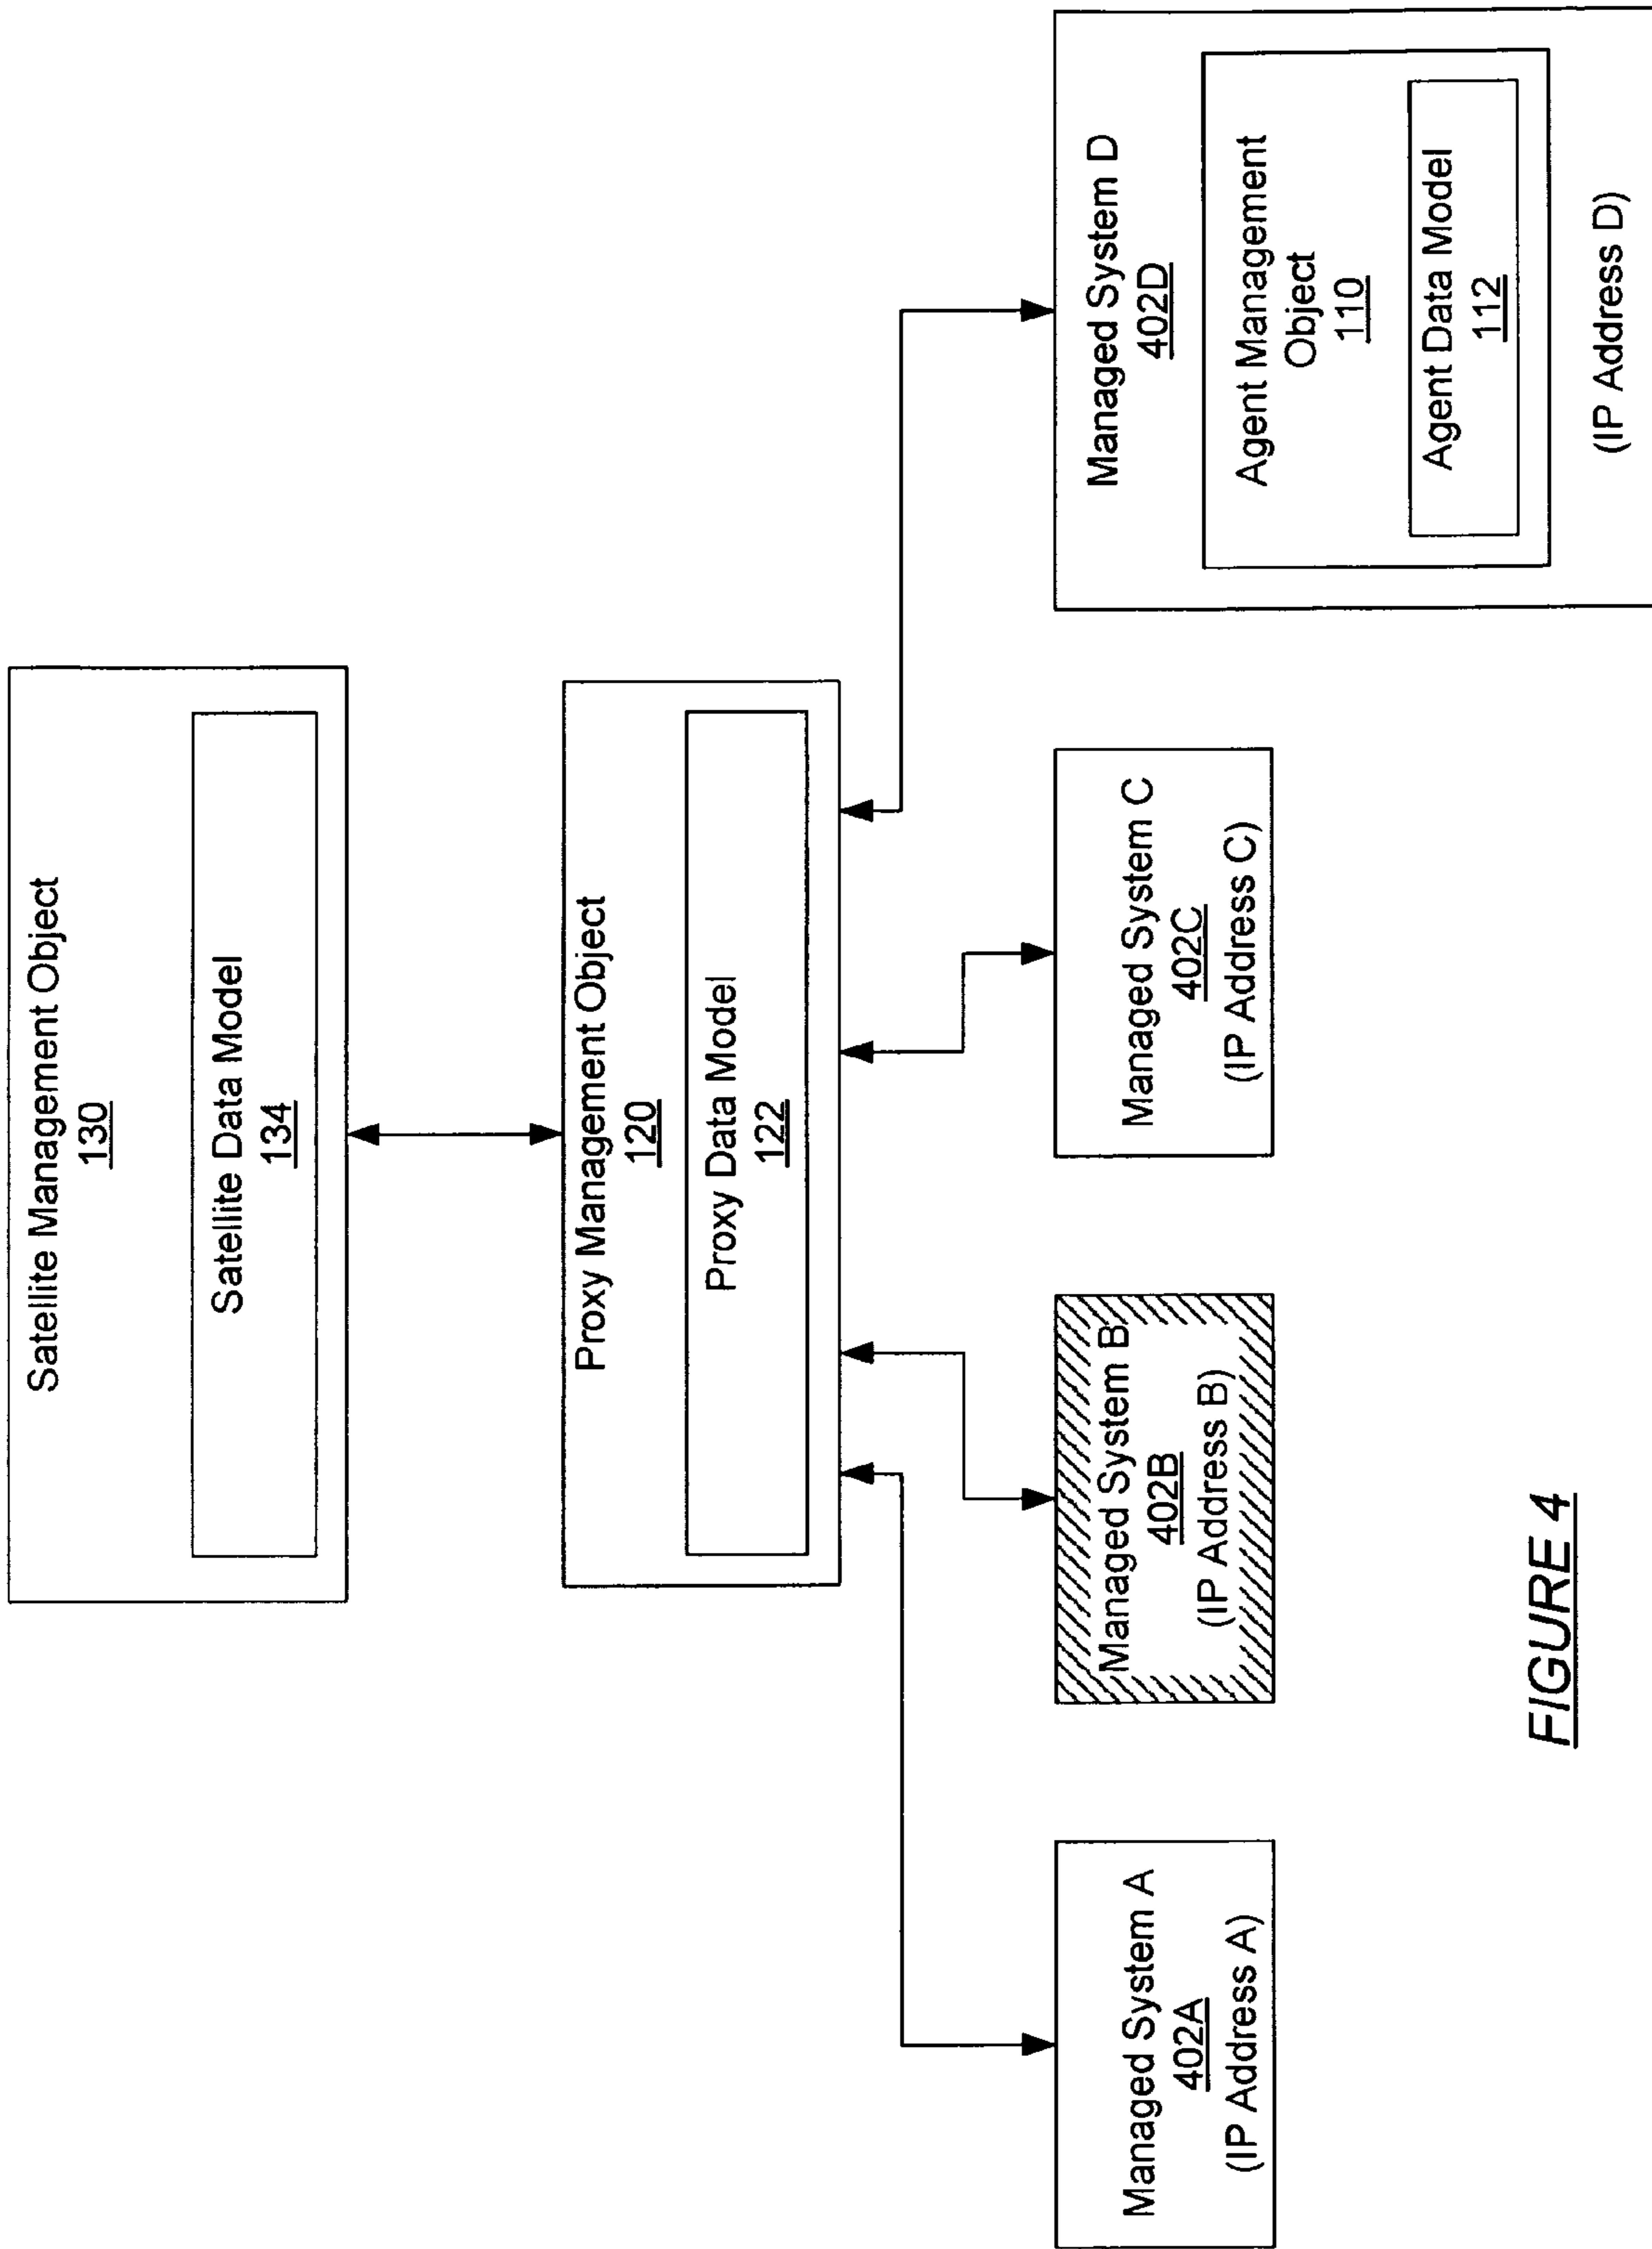 Satellite Management Object
130
Satellite Data Model
134
Proxy Management Object
120
Proxy Data Model
122
Managed System A
402A
(IP Address A)
Managed System B
402B
(IP Address B)
Managed System C
402C
(IP Address C)
Managed System D
402D
Agent Management
Object
110
Agent Data Model
112
(IP Address D)
FIGURE 4